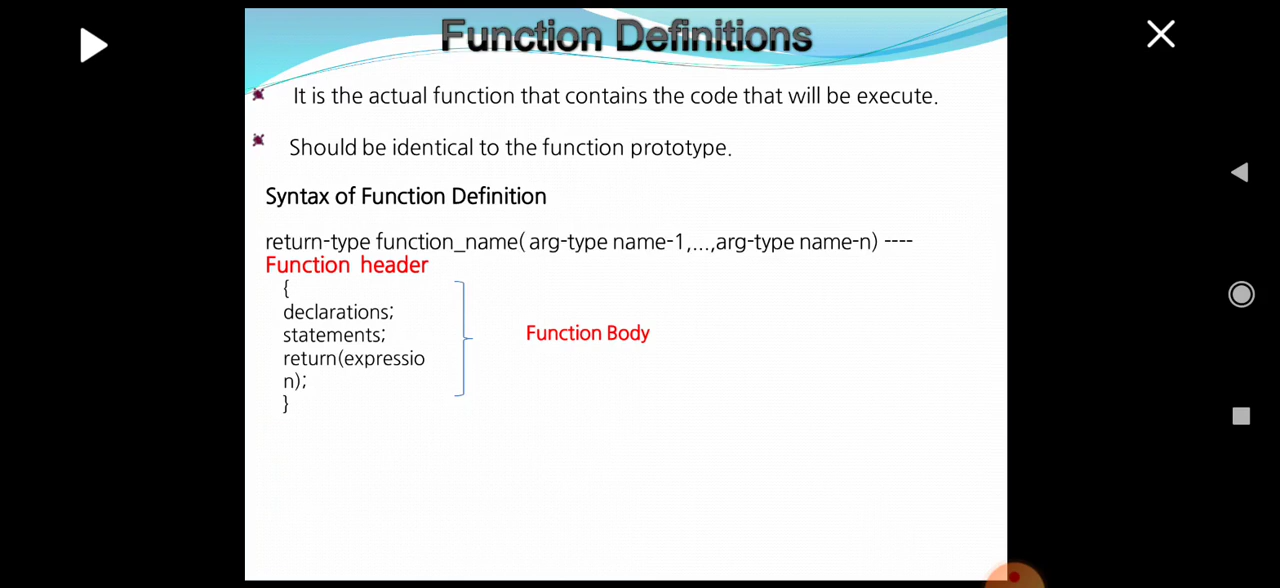 Function Definitions
It is the actual function that contains the code that will be execute.
Should be identical to the function prototype.
Syntax of Function Definition
return-type function_name( arg-type name-1,...,arg-type name-n) ----
Function header
{
declarations;
statements;
return(expressio
n);
}
Function Body